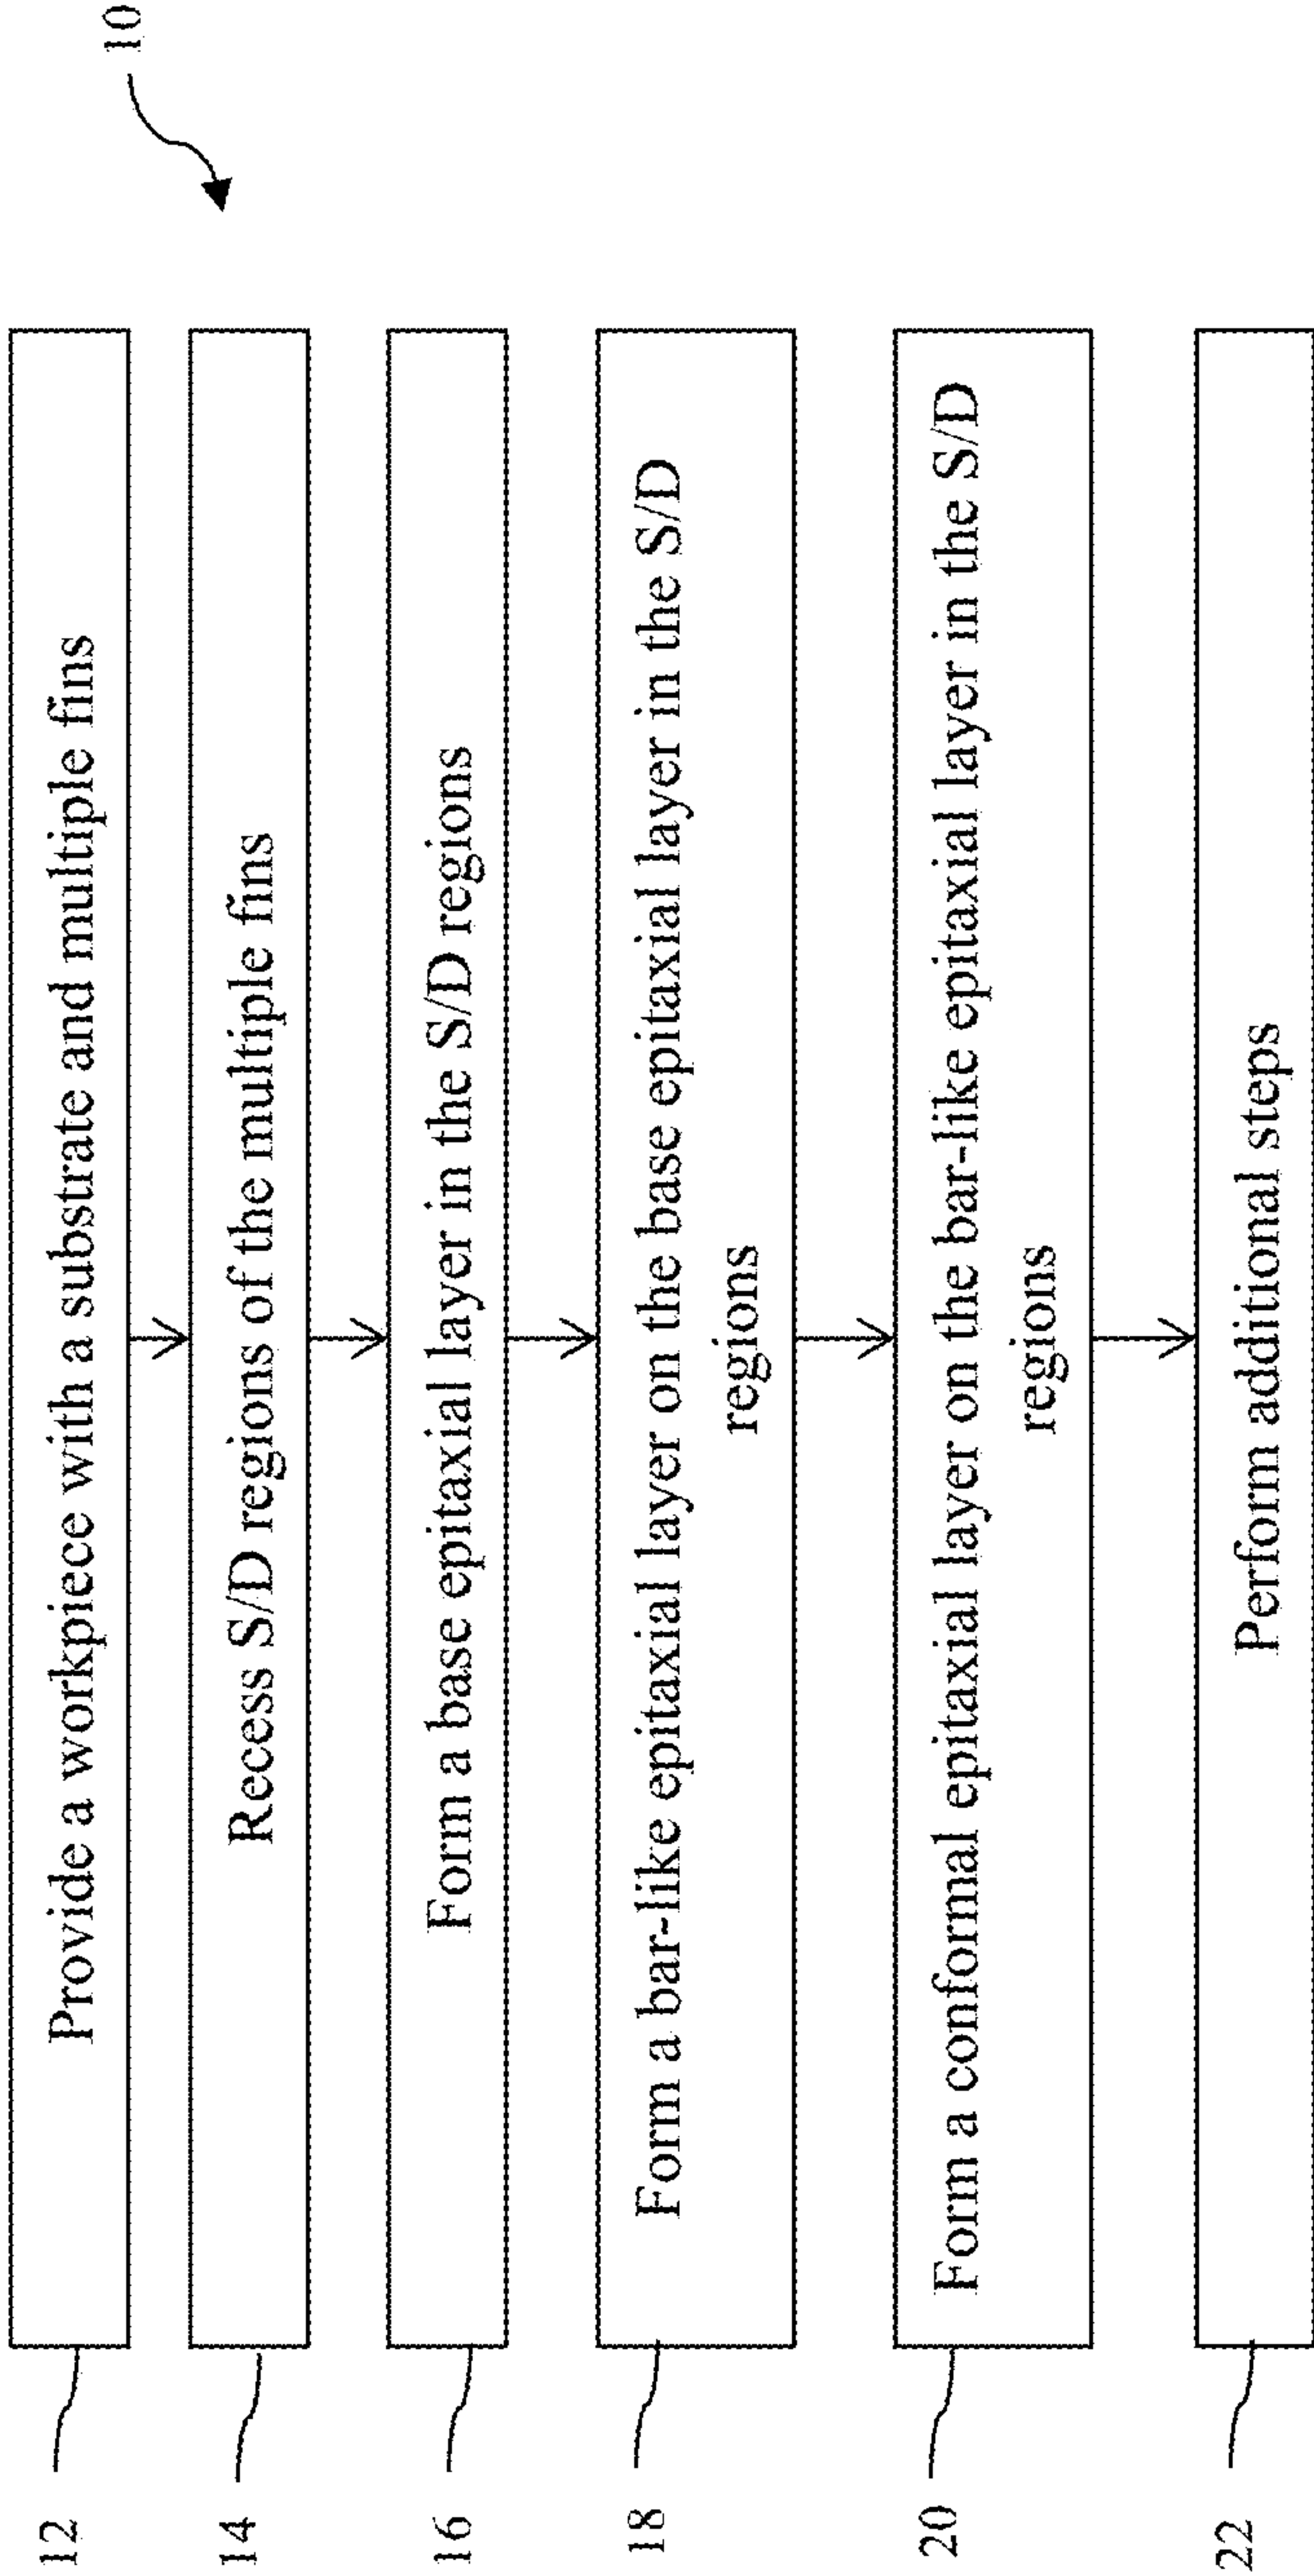 10
12
Provide a workpiece with a substrate and multiple fins
14
Recess S/D regions of the multiple fins
16
Form a base epitaxial layer in the S/D regions
18
Form a bar-like epitaxial layer on the base epitaxial layer in the S/D
regions
20
Form a conformal epitaxial layer on the bar-like epitaxial layer in the S/D
regions
22
Perform additional steps